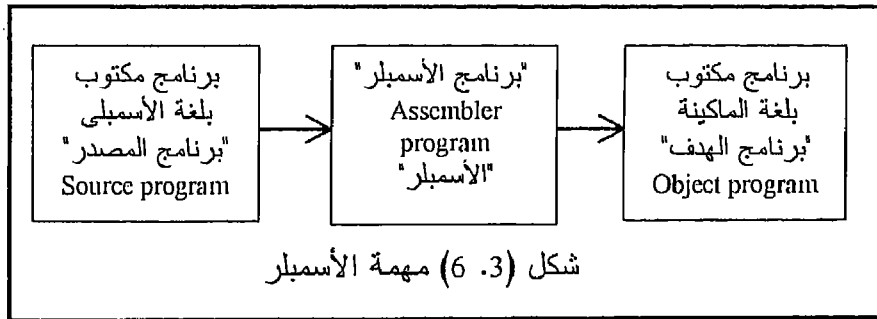 برنامج مكتوب
بلغة الأسمبلى
"برنامج المصدر"
Source program
"برنامج الأسمبلر"
Assembler
program
"الأسمبلر"
برنامج مكتوب
بلغة الماكينة
"برنامج الهدف"
Object program
شكل (3. 6) مهمة الأسمبلر